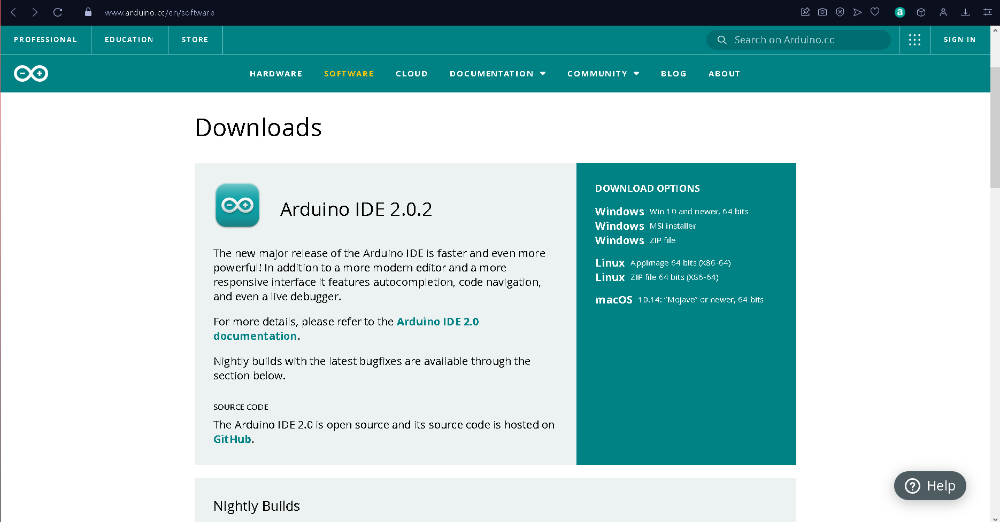 www.arduino.cc/en/software
PROFESSIONAL
EDUCATION
STORE
Search on Arduino.cc
SIGN IN
HARDWARE
SOFTWARE
CLOUD
DOCUMENTATION
COMMUNITY
BLOG
ABOUT
Downloads
Arduino IDE 2.0.2
The new major release of the Arduino IDE is faster and even more
powerful! In addition to a more modern editor and a more
responsive interface it features autocompletion, code navigation,
and even a live debugger.
For more details, please refer to the Arduino IDE 2.0
documentation.
Nightly builds with the latest bugfixes are available through the
section below.
SOURCE CODE
The Arduino IDE 2.0 is open source and its source code is hosted on
GitHub.
DOWNLOAD OPTIONS
Windows Win 10 and newer, 64 bits
Windows MSI installer
Windows ZIP file
Linux AppImage 64 bits (X86-64)
Linux ZIP file 64 bits (X86-64)
macOS 10.14: “Mojave” or newer, 64 bits
Nightly Builds
Help